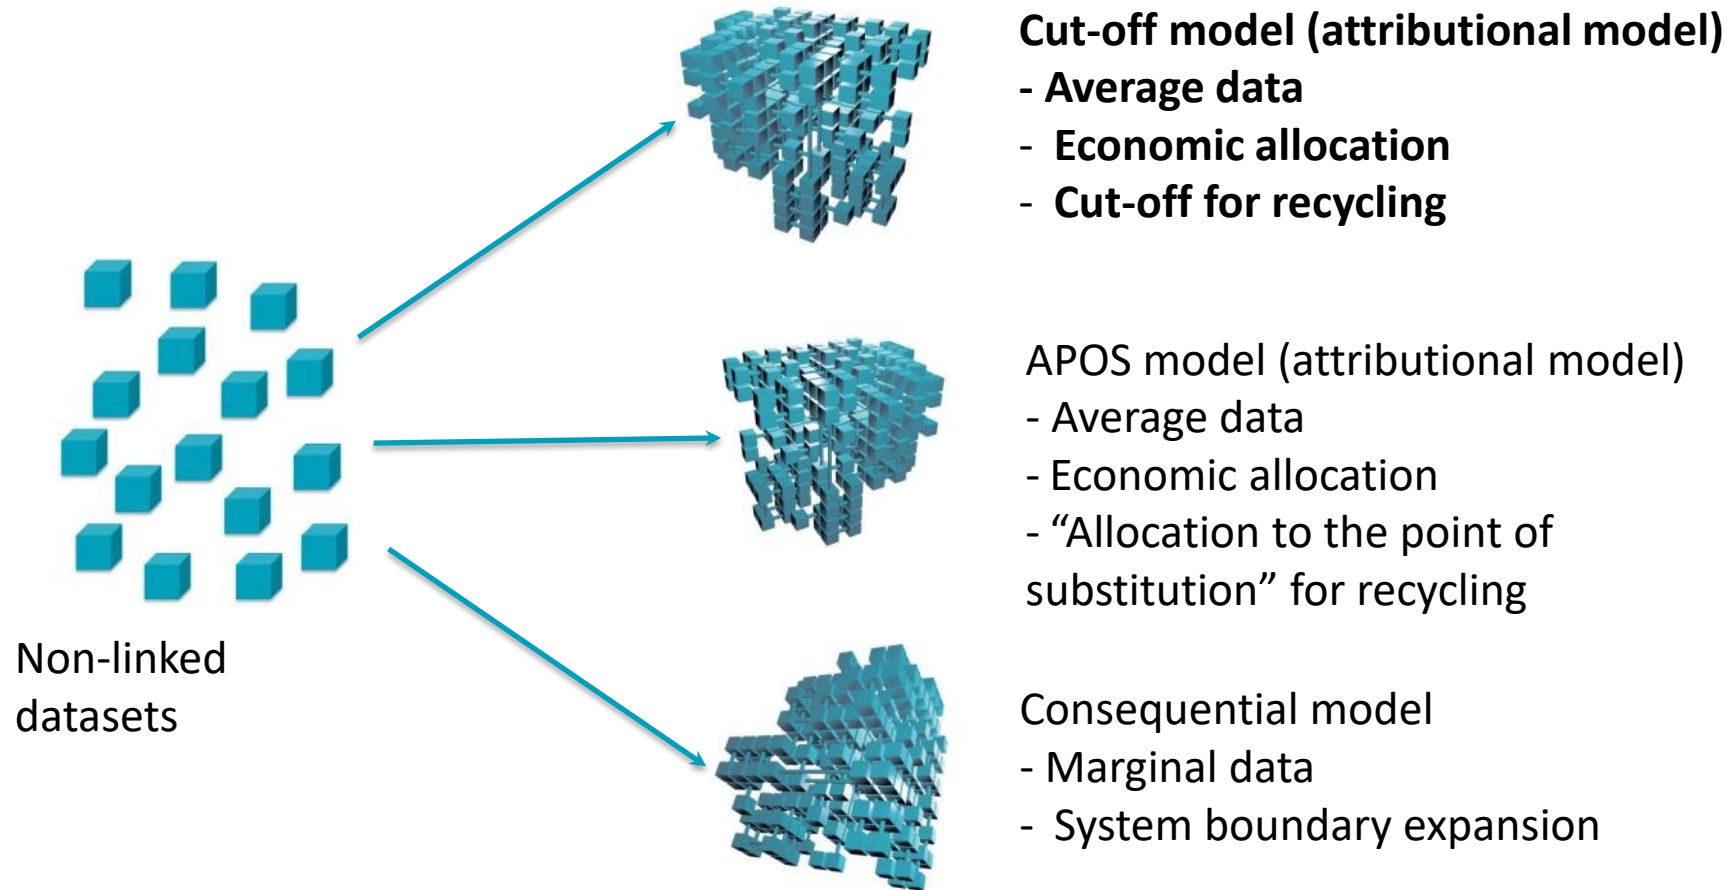 Cut-off model (attributional model)
- Average data
- Economic allocation
- Cut-off for recycling
APOS model (attributional model)
- Average data
- Economic allocation
- “Allocation to the point of
substitution” for recycling
Non-linked
datasets
Consequential model
- Marginal data
- System boundary expansion